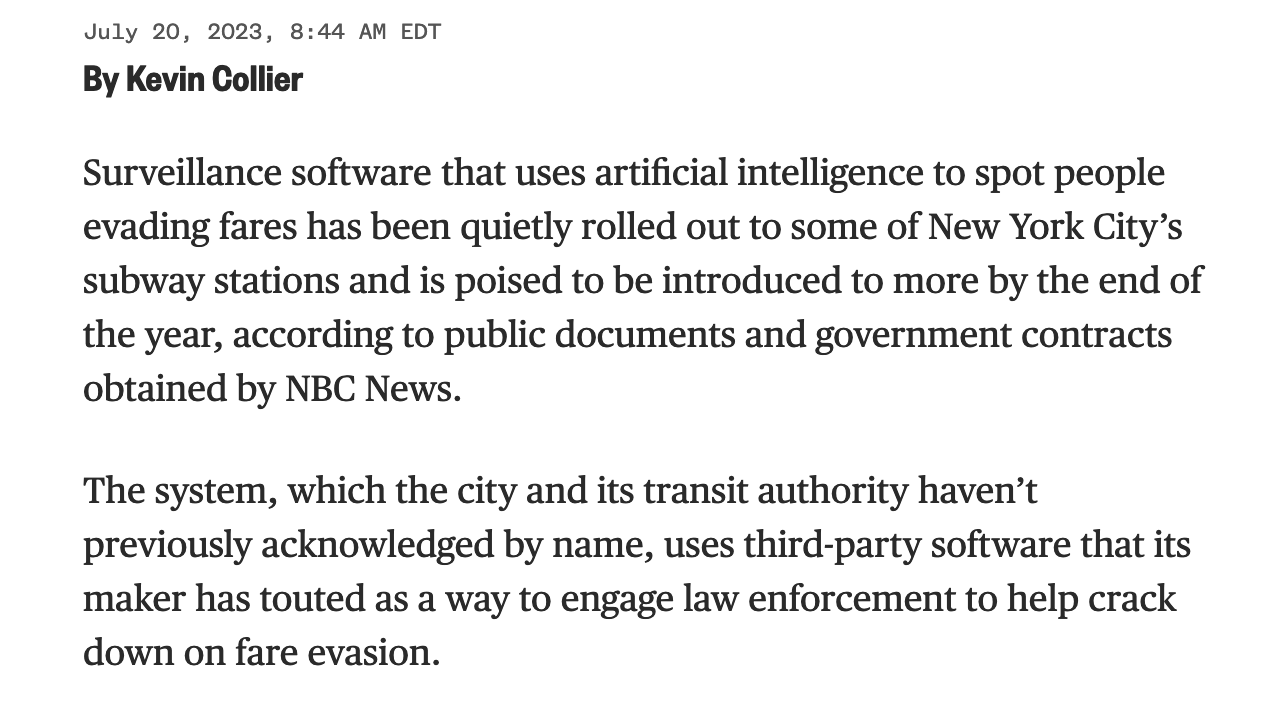 July 20, 2023, 8:44 AM EDT
By Kevin Collier
Surveillance software that uses artificial intelligence to spot people
evading fares has been quietly rolled out to some of New York City’s
subway stations and is poised to be introduced to more by the end of
the year, according to public documents and government contracts
obtained by NBC News.
The system, which the city and its transit authority haven’t
previously acknowledged by name, uses third-party software that its
maker has touted as a way to engage law enforcement to help crack
down on fare evasion.